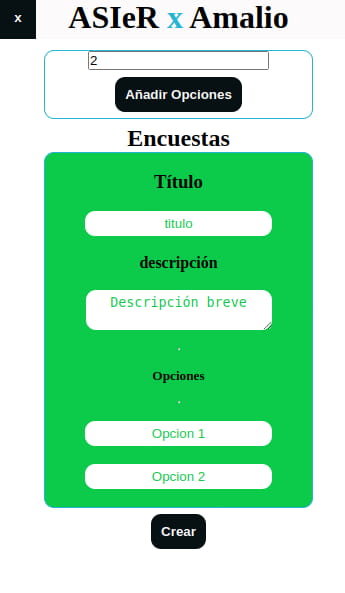 x
ASIeR x Amalio
2
Añadir Opciones
Encuestas
Título
titulo
descripción
Descripción breve
.
Opciones
.
Opcion 1
Opcion 2
Crear